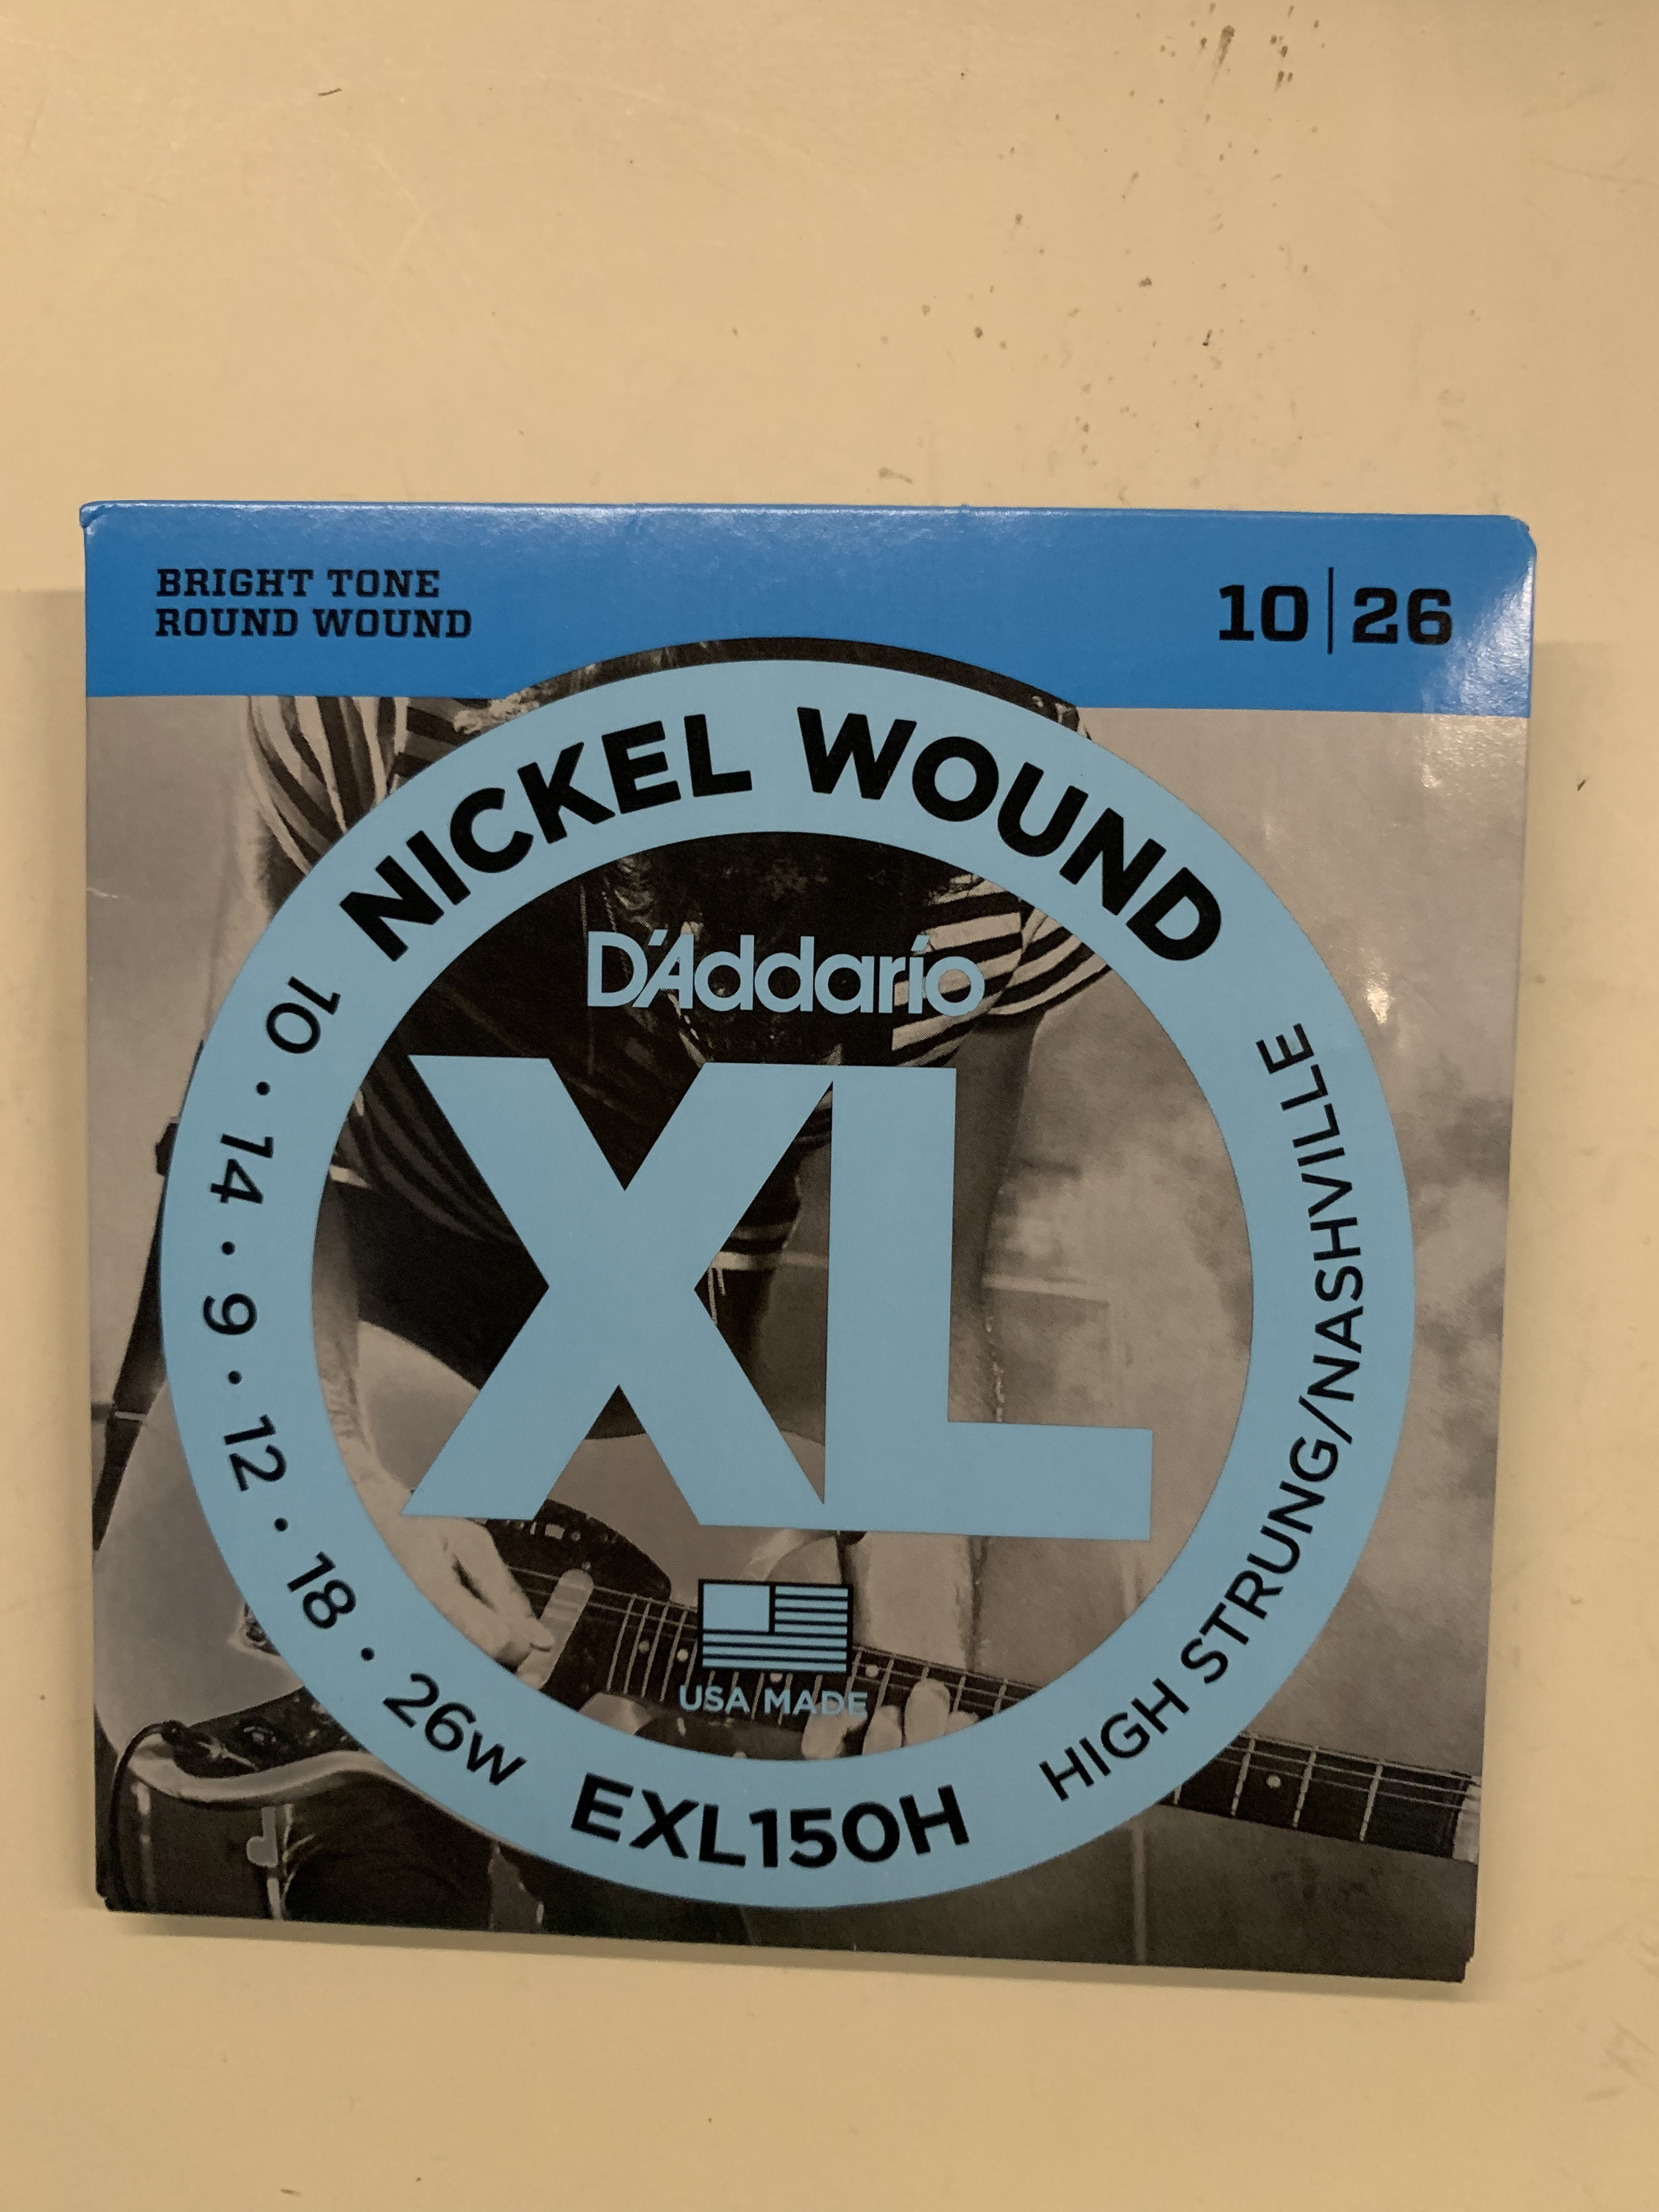 BRIGHT TONE
ROUND WOUND
10|26
NICKEL WOUND
D'Addario
XL
USA MADE
10 • 14 • 9 • 12 • 18 • 26w
EXL150H
HIGH STRUNG/NASHVILLE